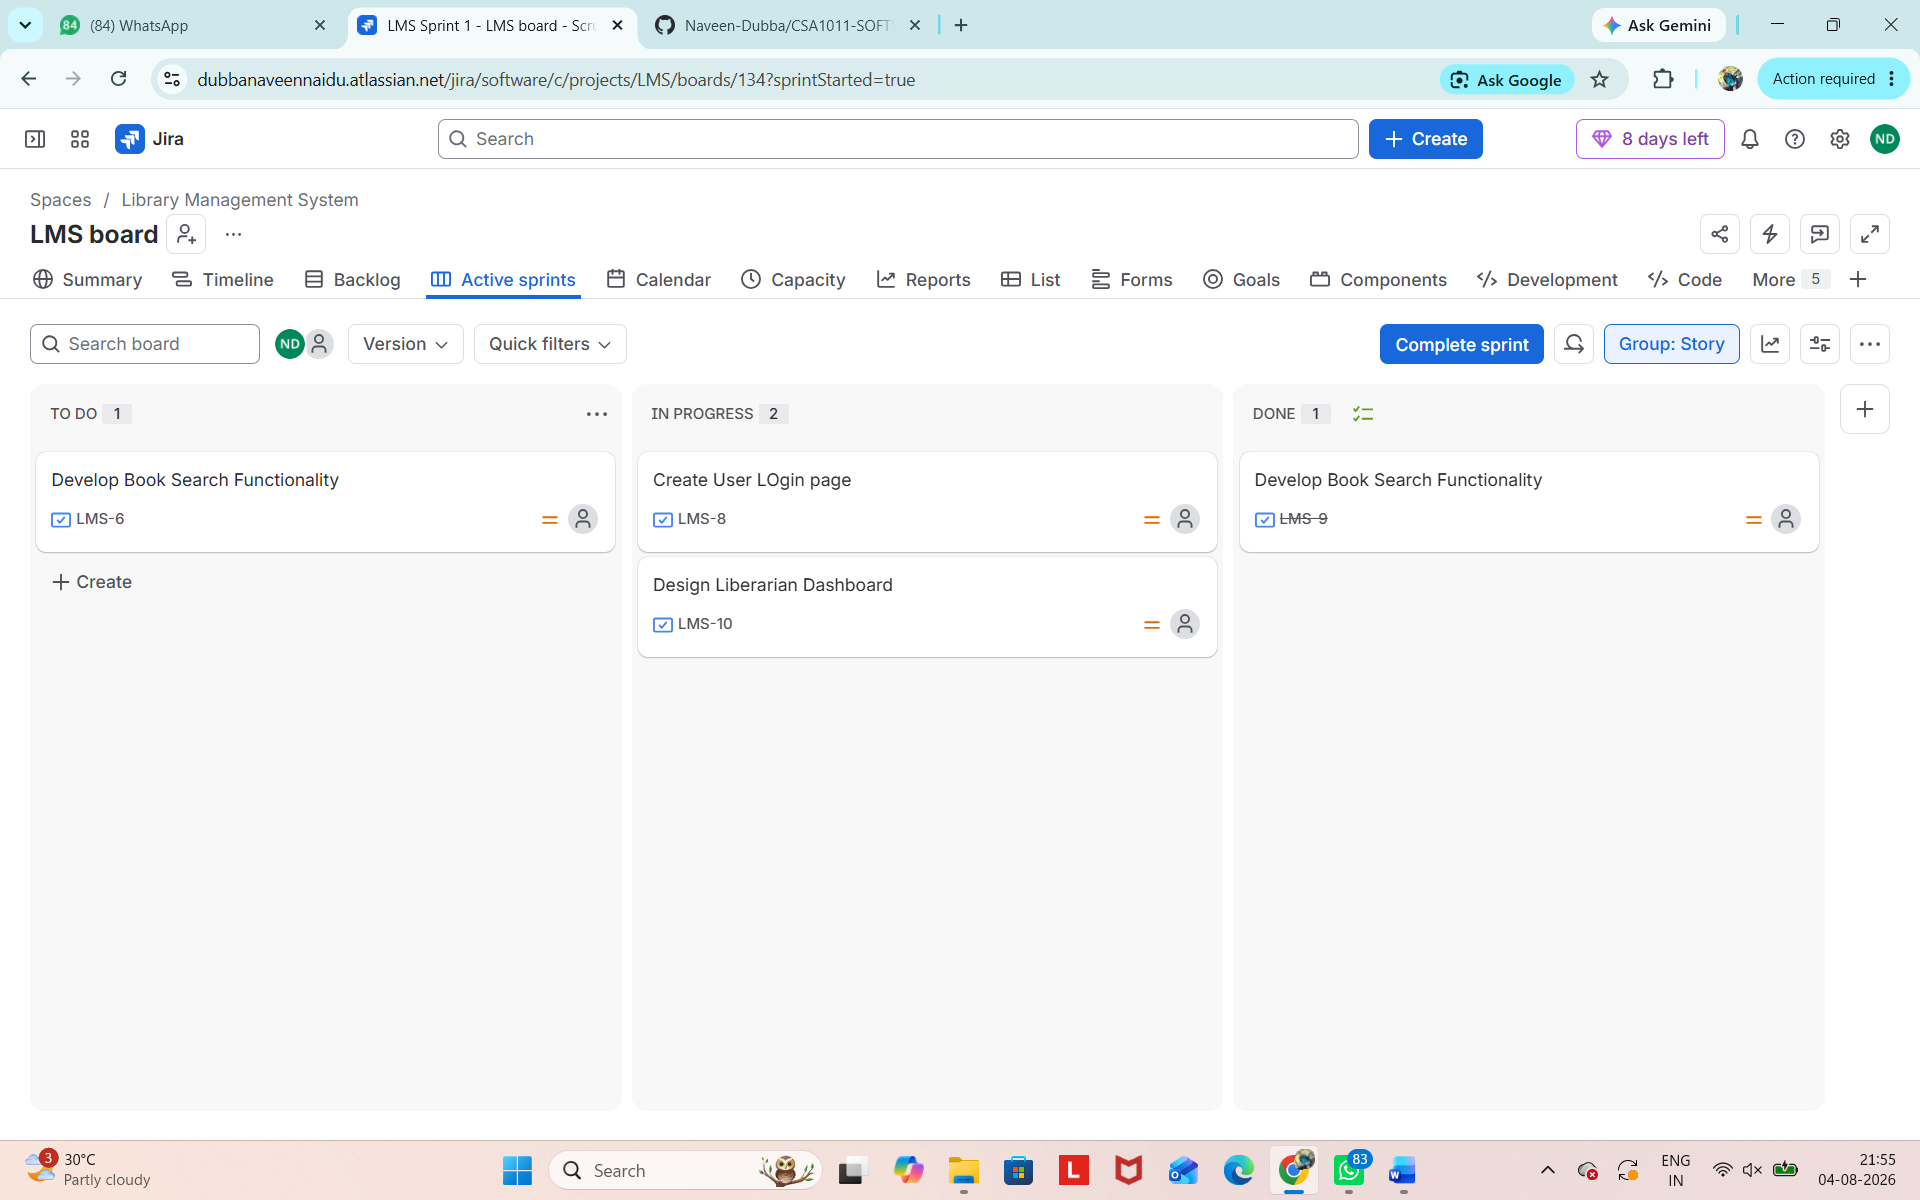 84 (84) WhatsApp
LMS Sprint 1 - LMS board - Scru
Naveen-Dubba/CSA1011-SOFTW
Ask Gemini
dubbanaveennaidu.atlassian.net/jira/software/c/projects/LMS/boards/134?sprintStarted=true
Ask Google
Action required
Jira
Search
Create
8 days left
ND
Spaces / Library Management System
LMS board
Summary
Timeline
Backlog
Active sprints
Calendar
Capacity
Reports
List
Forms
Goals
Components
Development
Code
More 5
Search board
ND
Version
Quick filters
Complete sprint
Group: Story
TO DO 1
IN PROGRESS 2
DONE 1
Develop Book Search Functionality
LMS-6
Create
Create User LOgin page
LMS-8
Design Liberarian Dashboard
LMS-10
Develop Book Search Functionality
LMS-9
3
30°C
Partly cloudy
Search
L
83
W
ENG
IN
21:55
04-08-2026